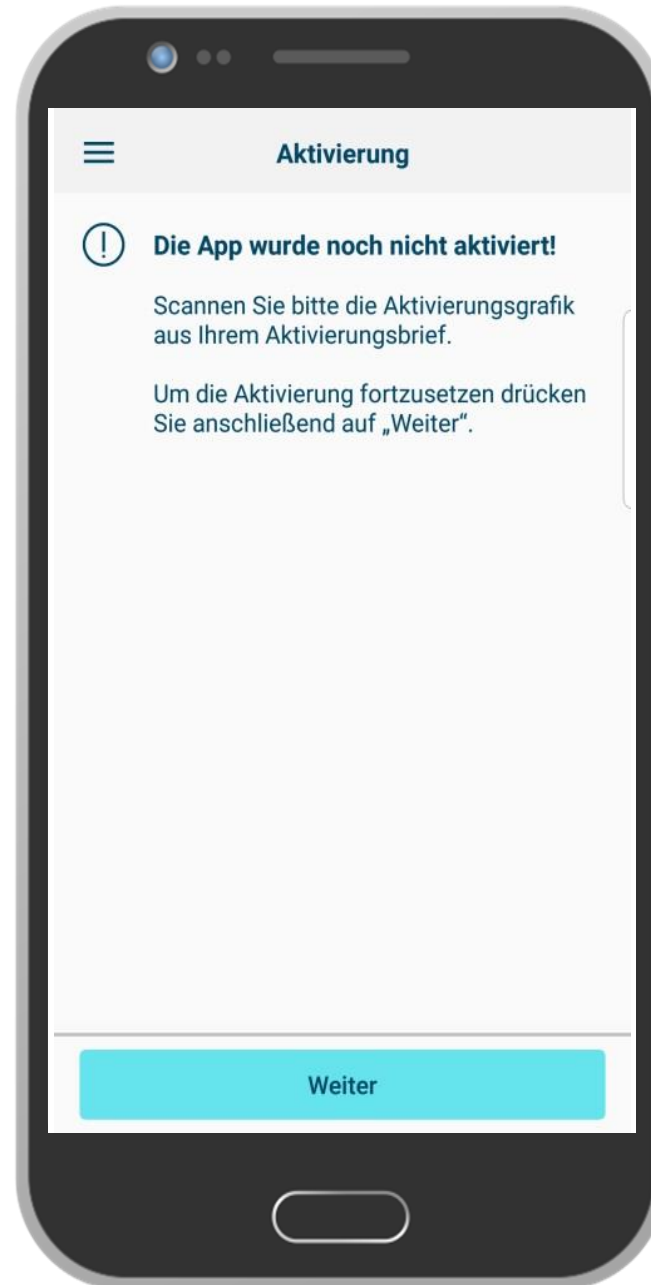 Aktivierung
Die App wurde noch nicht aktiviert!
Scannen Sie bitte die Aktivierungsgrafik
aus Ihrem Aktivierungsbrief.
Um die Aktivierung fortzusetzen drücken
Sie anschließend auf „Weiter“.
Weiter